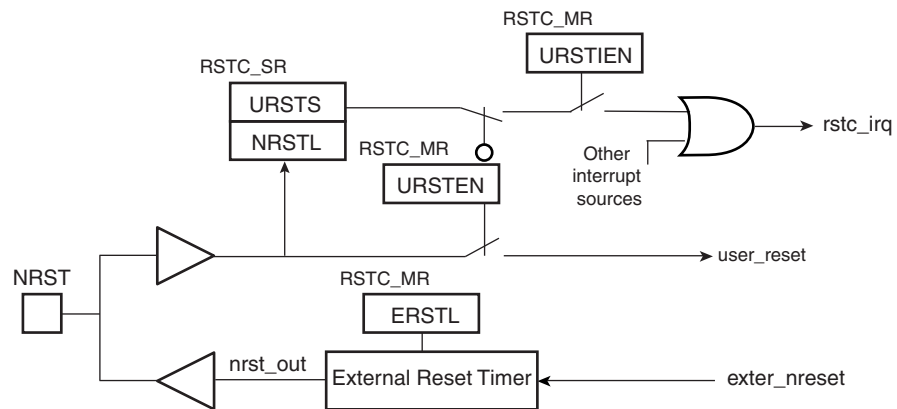 RSTC_MR
URSTIEN
RSTC_SR
URSTS
NRSTL
rstc_irq
RSTC_MR
URSTEN
Other
interrupt
sources
user_reset
NRST
RSTC_MR
ERSTL
nrst_out
External Reset Timer
exter_nreset